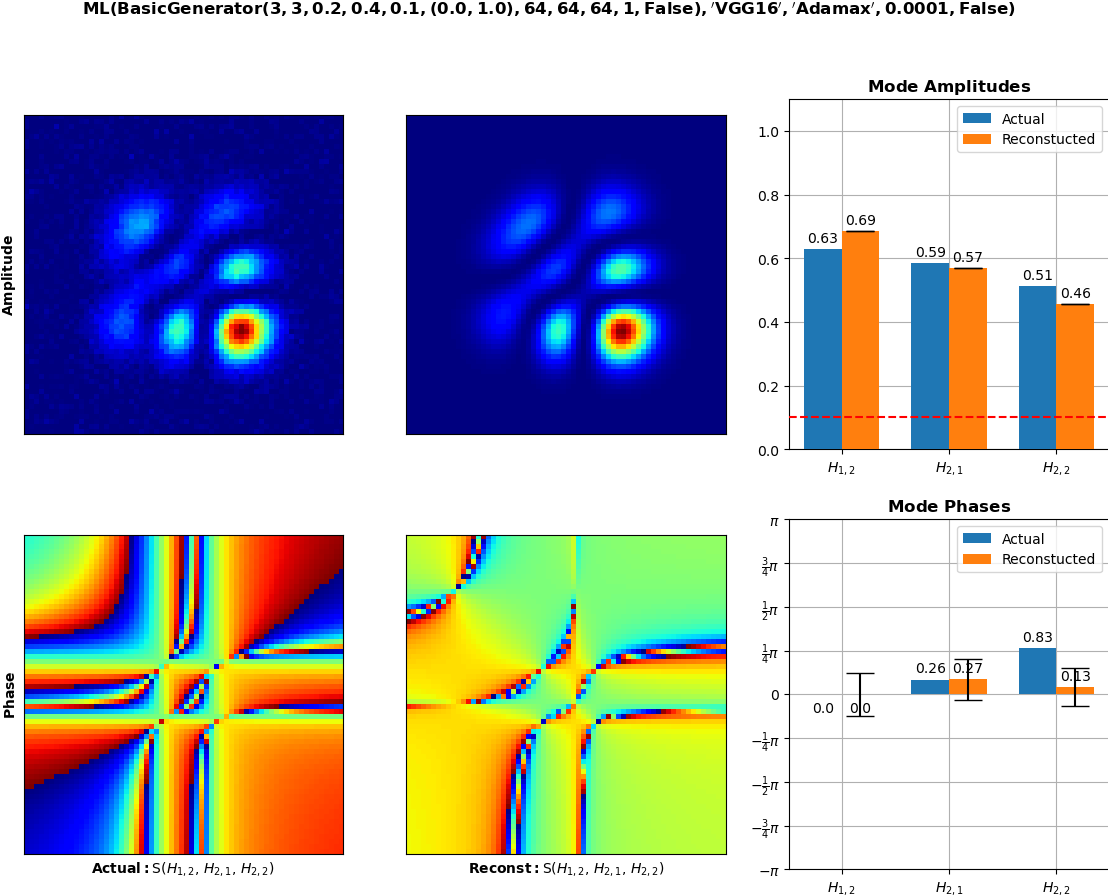 ML(BasicGenerator(3, 3, 0.2, 0.4, 0.1, (0.0, 1.0), 64, 64, 64, 1, False), ′VGG16′, ′Adamax′, 0.0001, False)
Amplitude
Mode Amplitudes
Actual
Reconstucted
1.0
0.8
0.6
0.4
0.2
0.0
0.63
0.69
0.59
0.57
0.51
0.46
H1,2
H2,1
H2,2
Phase
Actual: S(H1,2, H2,1, H2,2)
Reconst: S(H1,2, H2,1, H2,2)
Mode Phases
Actual
Reconstucted
π
3/4π
1/2π
1/4π
0
−1/4π
−1/2π
−3/4π
−π
0.0
0.0
0.26
0.27
0.83
0.13
H1,2
H2,1
H2,2